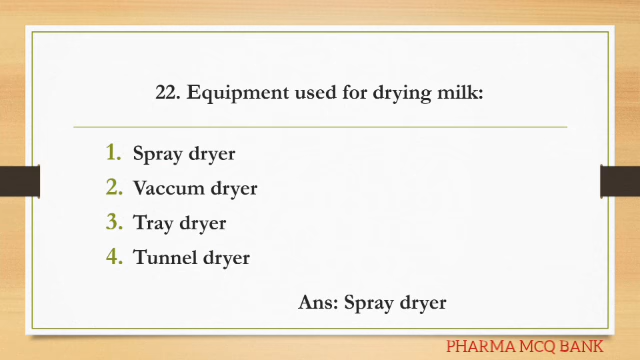 22. Equipment used for drying milk:
1. Spray dryer
2. Vaccum dryer
3. Tray dryer
4. Tunnel dryer
Ans: Spray dryer
PHARMA MCQ BANK